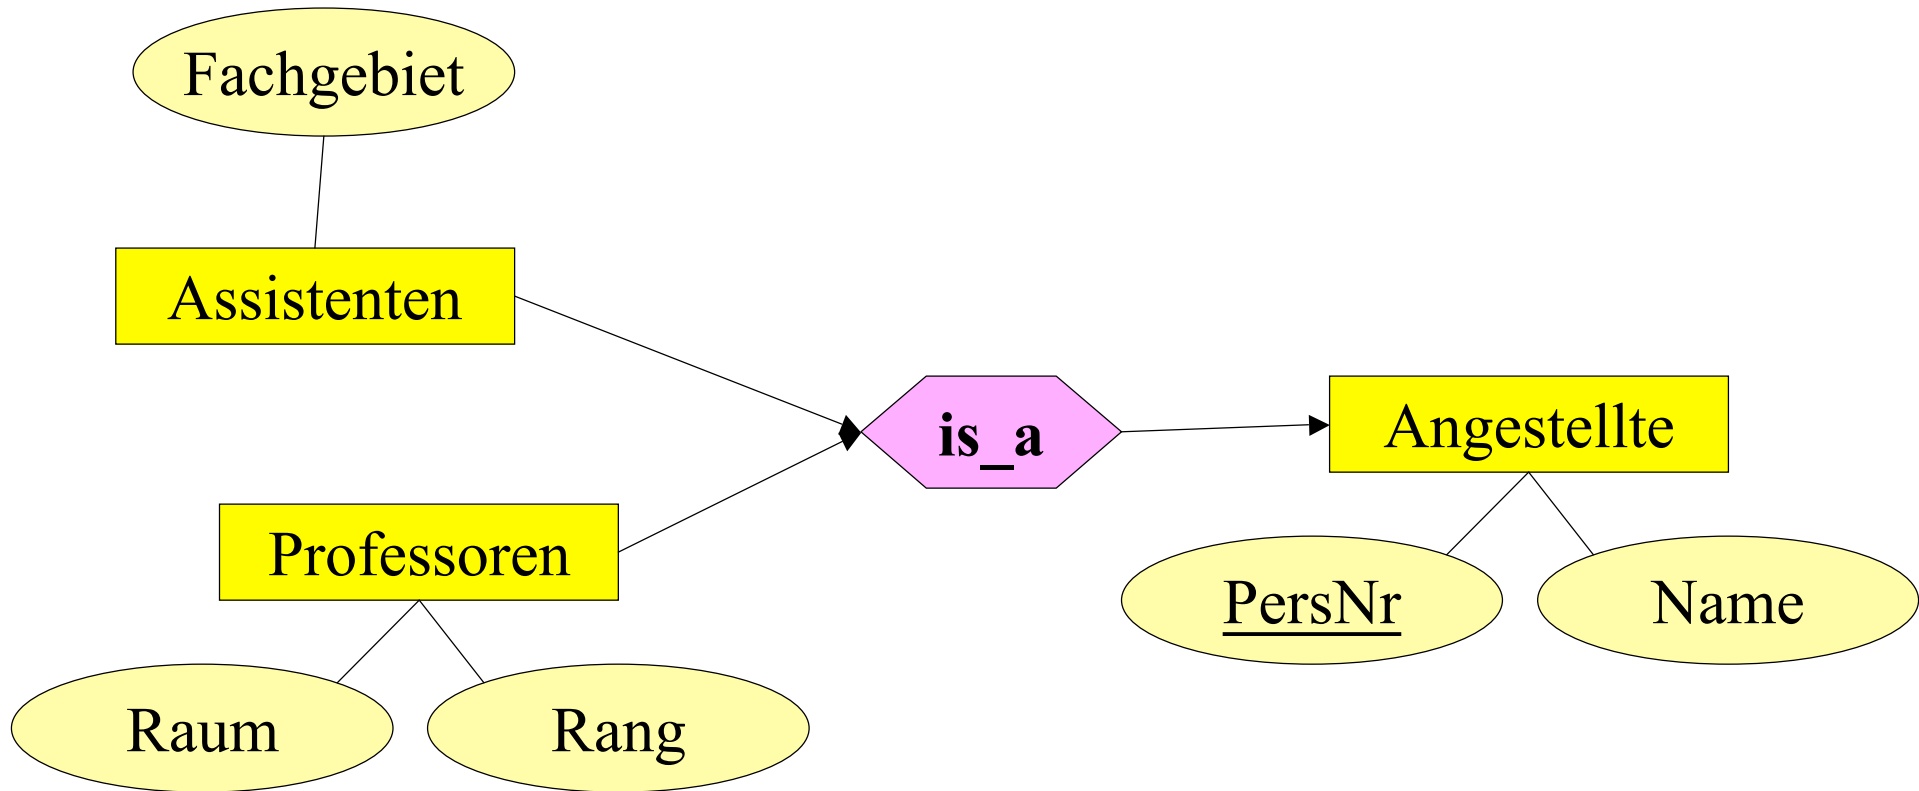 Fachgebiet
Assistenten
is_a
Angestellte
Professoren
PersNr
Name
Raum
Rang